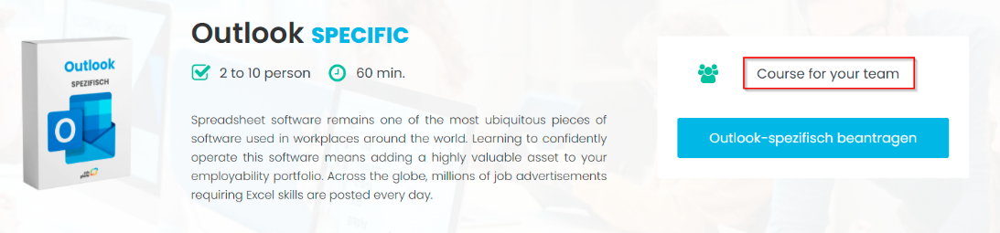 Outlook SPECIFIC
2 to 10 person 60 min.
Spreadsheet software remains one of the most ubiquitous pieces of
software used in workplaces around the world. Learning to confidently
operate this software means adding a highly valuable asset to your
employability portfolio. Across the globe, millions of job advertisements
requiring Excel skills are posted every day.
Outlook
SPEZIFISCH
O
Course for your team
Outlook-spezifisch beantragen